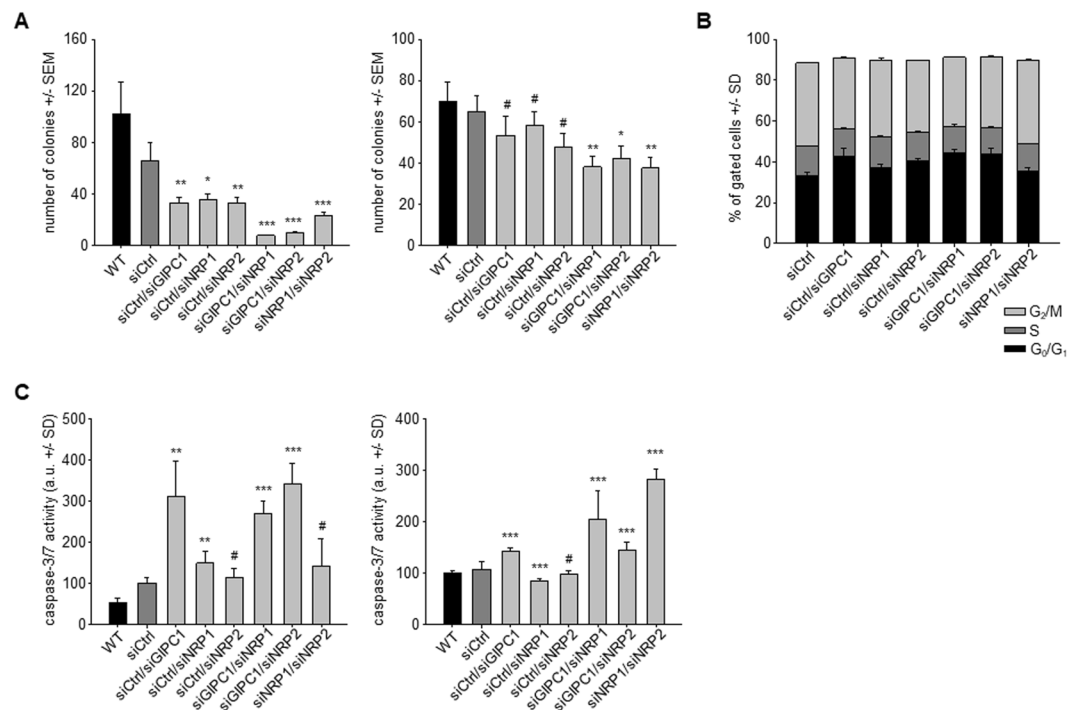 A
number of colonies +/- SEM
160
120
80
40
0
**
*
**
***
***
***
WT
siCtrl
siCtrl/siGIPC1
siCtrl/siNRP1
siCtrl/siNRP2
siGIPC1/siNRP1
siGIPC1/siNRP2
siNRP1/siNRP2
number of colonies +/- SEM
100
80
60
40
20
0
#
#
#
**
*
**
WT
siCtrl
siCtrl/siGIPC1
siCtrl/siNRP1
siCtrl/siNRP2
siGIPC1/siNRP1
siGIPC1/siNRP2
siNRP1/siNRP2
B
% of gated cells +/- SD
100
80
60
40
20
0
siCtrl
siCtrl/siGIPC1
siCtrl/siNRP1
siCtrl/siNRP2
siGIPC1/siNRP1
siGIPC1/siNRP2
siNRP1/siNRP2
G₂/M
S
G₀/G₁
C
caspase-3/7 activity (a.u. +/- SD)
500
400
300
200
100
0
**
**
#
***
***
#
WT
siCtrl
siCtrl/siGIPC1
siCtrl/siNRP1
siCtrl/siNRP2
siGIPC1/siNRP1
siGIPC1/siNRP2
siNRP1/siNRP2
caspase-3/7 activity (a.u. +/- SD)
400
300
200
100
0
***
***
#
***
***
***
WT
siCtrl
siCtrl/siGIPC1
siCtrl/siNRP1
siCtrl/siNRP2
siGIPC1/siNRP1
siGIPC1/siNRP2
siNRP1/siNRP2